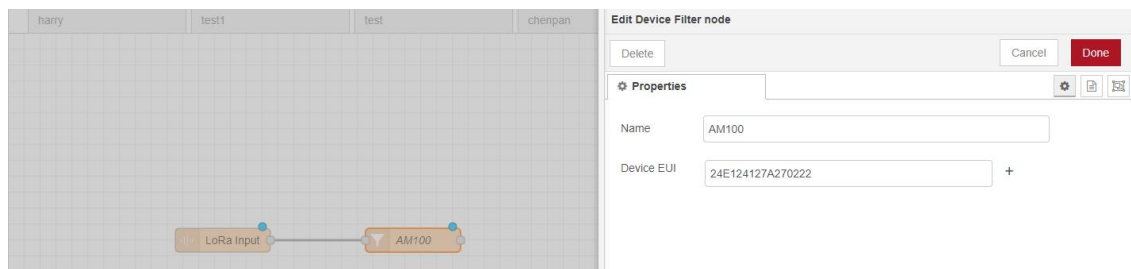 harry
test1
test
chenpan
Edit Device Filter node
Delete
Cancel
Done
Properties
Name
AM100
Device EUI
24E124127A270222
+
LoRa Input
AM100